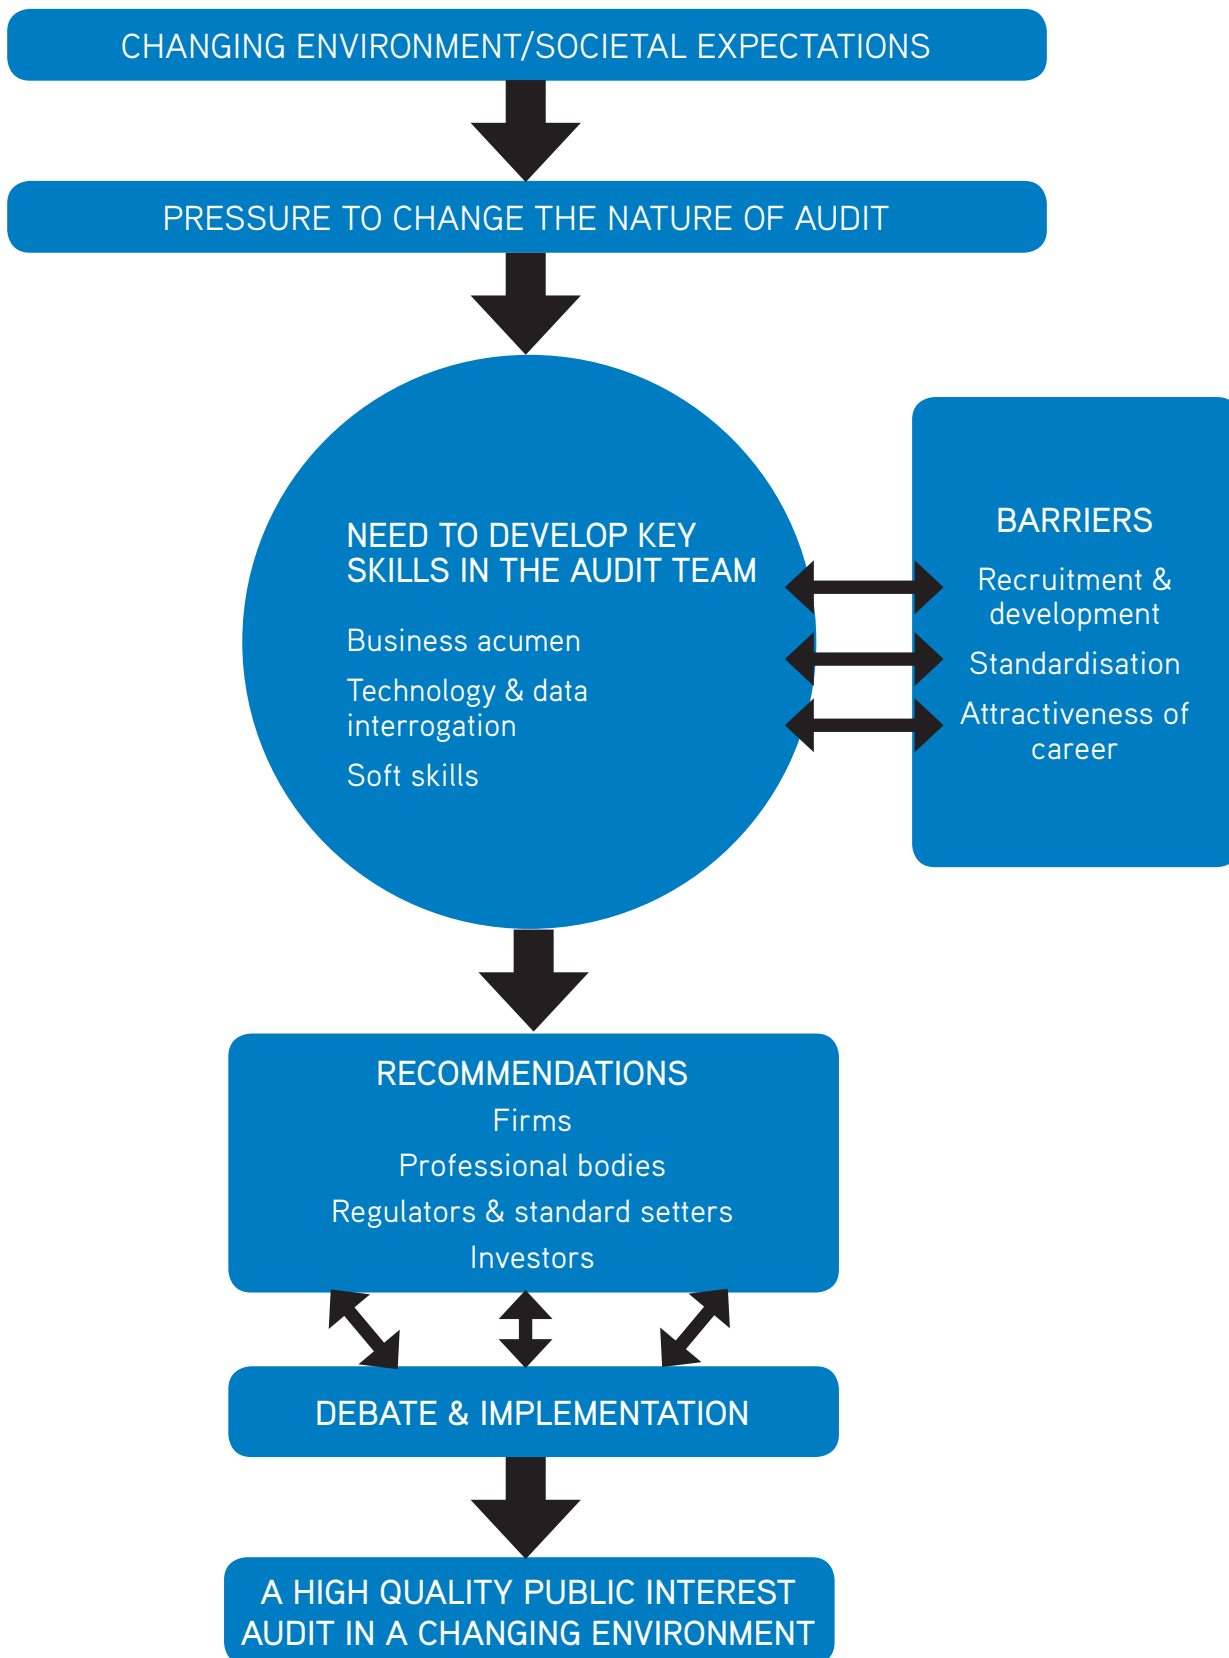 CHANGING ENVIRONMENT/SOCIETAL EXPECTATIONS
PRESSURE TO CHANGE THE NATURE OF AUDIT
NEED TO DEVELOP KEY
SKILLS IN THE AUDIT TEAM
Business acumen
Technology & data
interrogation
Soft skills
BARRIERS
Recruitment &
development
Standardisation
Attractiveness of
career
RECOMMENDATIONS
Firms
Professional bodies
Regulators & standard setters
Investors
DEBATE & IMPLEMENTATION
A HIGH QUALITY PUBLIC INTEREST
AUDIT IN A CHANGING ENVIRONMENT